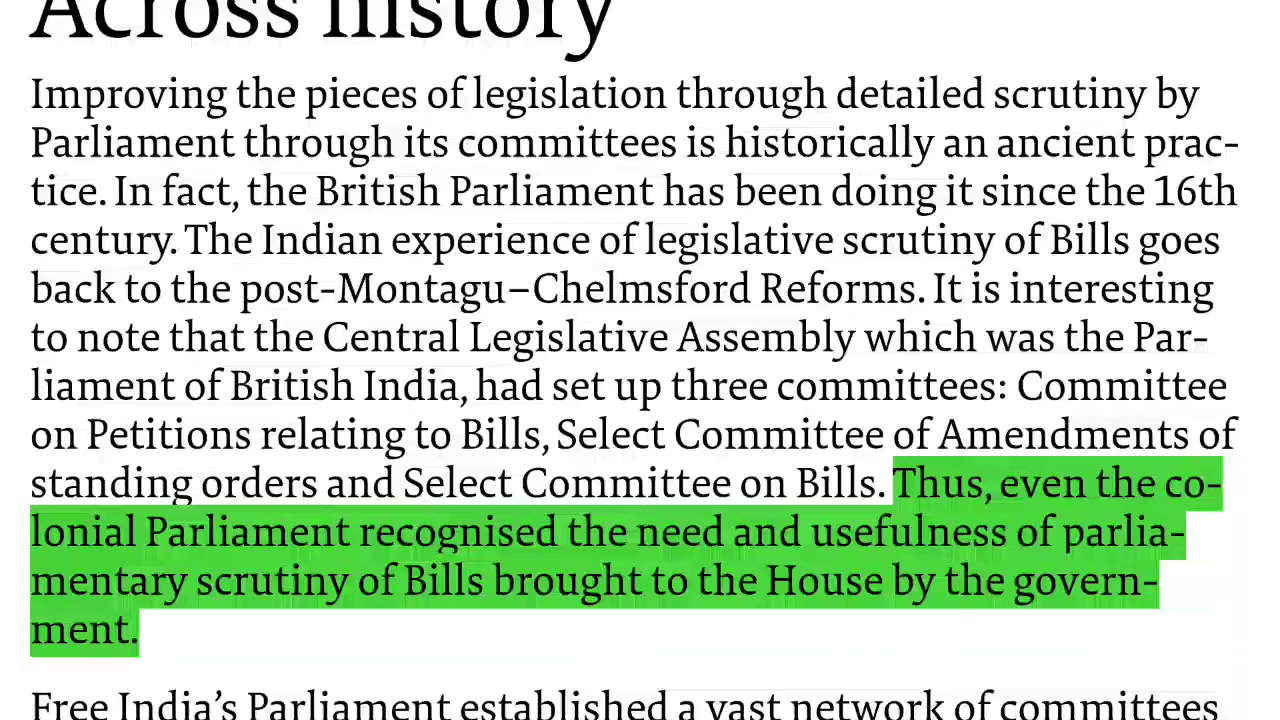 Across history
Improving the pieces of legislation through detailed scrutiny by
Parliament through its committees is historically an ancient prac-
tice. In fact, the British Parliament has been doing it since the 16th
century. The Indian experience of legislative scrutiny of Bills goes
back to the post-Montagu–Chelmsford Reforms. It is interesting
to note that the Central Legislative Assembly which was the Par-
liament of British India, had set up three committees: Committee
on Petitions relating to Bills, Select Committee of Amendments of
standing orders and Select Committee on Bills. Thus, even the co-
lonial Parliament recognised the need and usefulness of parlia-
mentary scrutiny of Bills brought to the House by the govern-
ment.
Free India’s Parliament established a vast network of committees